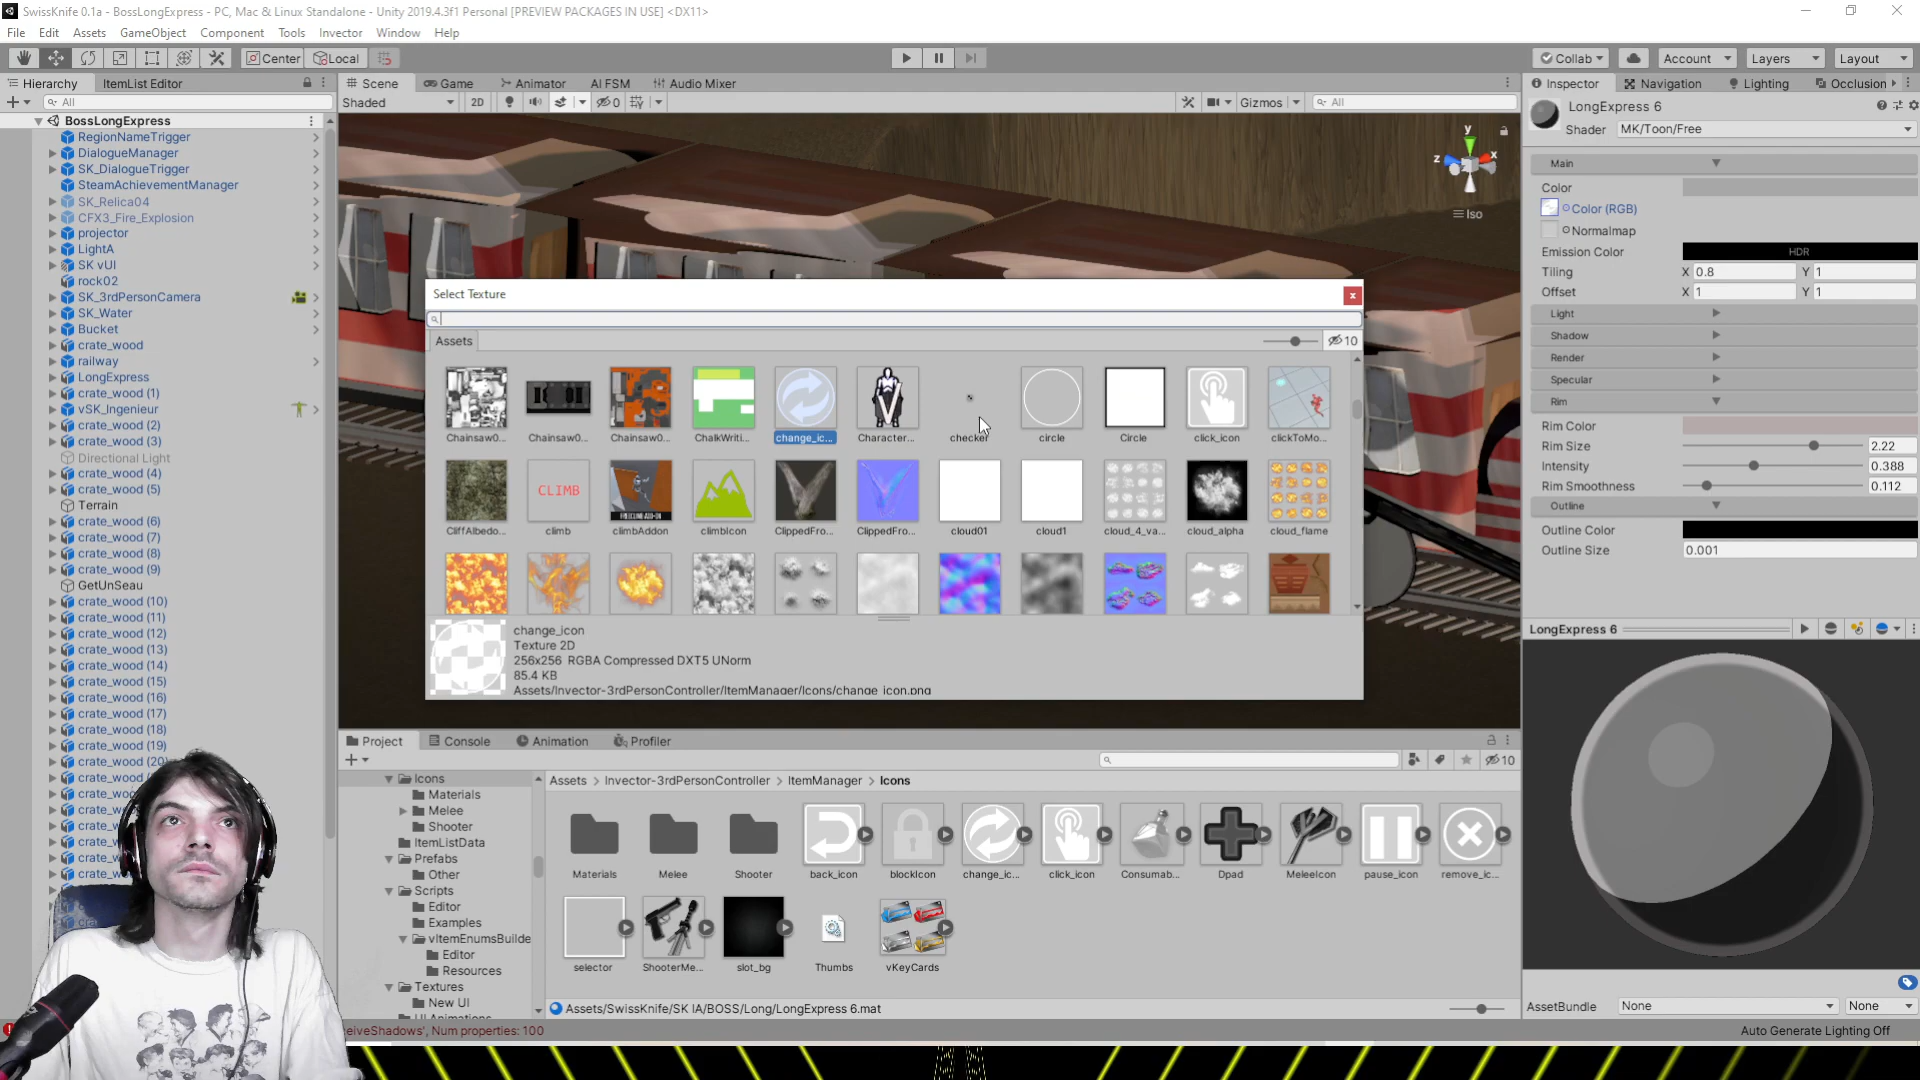 SwissKnife 0.1a - BossLongExpress - PC, Mac & Linux Standalone - Unity 2019.4.3f1 Personal [PREVIEW PACKAGES IN USE] <DX11>
File Edit Assets GameObject Component Tools Invector Window Help
Center Local Collab Account Layers Layout
Hierarchy ItemList Editor
All
BossLongExpress
RegionNameTrigger
DialogueManager
SK_DialogueTrigger
SteamAchievementManager
SK_Relica04
CFX3_Fire_Explosion
projector
LightA
SK vUI
rock02
SK_3rdPersonCamera
SK_Water
Bucket
crate_wood
railway
LongExpress
crate_wood (1)
vSK_Ingenieur
crate_wood (2)
crate_wood (3)
Directional Light
crate_wood (4)
crate_wood (5)
Terrain
crate_wood (6)
crate_wood (7)
crate_wood (8)
crate_wood (9)
GetUnSeau
crate_wood (10)
crate_wood (11)
crate_wood (12)
crate_wood (13)
crate_wood (14)
crate_wood (15)
crate_wood (16)
crate_wood (17)
crate_wood (18)
crate_wood (19)
crate_wood (20)
Scene Game Animator AI FSM Audio Mixer
Shaded 2D 0 Gizmos All
y
z x
Iso
Select Texture
Assets 10
Chainsaw0... Chainsaw0... Chainsaw0... ChalkWriti... change_ic... Character... checker circle Circle click_icon clickToMo...
CLIMB
FREECLIMB ADD-ON
CliffAlbedo... climb climbAddon climbIcon ClippedFro... ClippedFro... cloud01 cloud1 cloud_4_va... cloud_alpha cloud_flame
change_icon
Texture 2D
256x256 RGBA Compressed DXT5 UNorm
85.4 KB
Assets/Invector-3rdPersonController/ItemManager/Icons/change_icon.png
Project Console Animation Profiler
10
Icons
Materials
Melee
Shooter
ItemListData
Prefabs
Other
Scripts
Editor
Examples
vItemEnumsBuilde
Editor
Resources
Textures
New UI
UI Animations
Assets > Invector-3rdPersonController > ItemManager > Icons
Materials Melee Shooter back_icon blockIcon change_ic... click_icon Consumab... Dpad MeleeIcon pause_icon remove_ic...
selector ShooterMe... slot_bg Thumbs vKeyCards
Assets/SwissKnife/SK IA/BOSS/Long/LongExpress 6.mat
eiveShadows', Num properties: 100
Inspector Navigation Lighting Occlusion
LongExpress 6
Shader MK/Toon/Free
Main
Color
Color (RGB)
Normalmap
Emission Color HDR
Tiling X 0.8 Y 1
Offset X 1 Y 1
Light
Shadow
Render
Specular
Rim
Rim Color
Rim Size 2.22
Intensity 0.388
Rim Smoothness 0.112
Outline
Outline Color
Outline Size 0.001
LongExpress 6
AssetBundle None None
Auto Generate Lighting Off